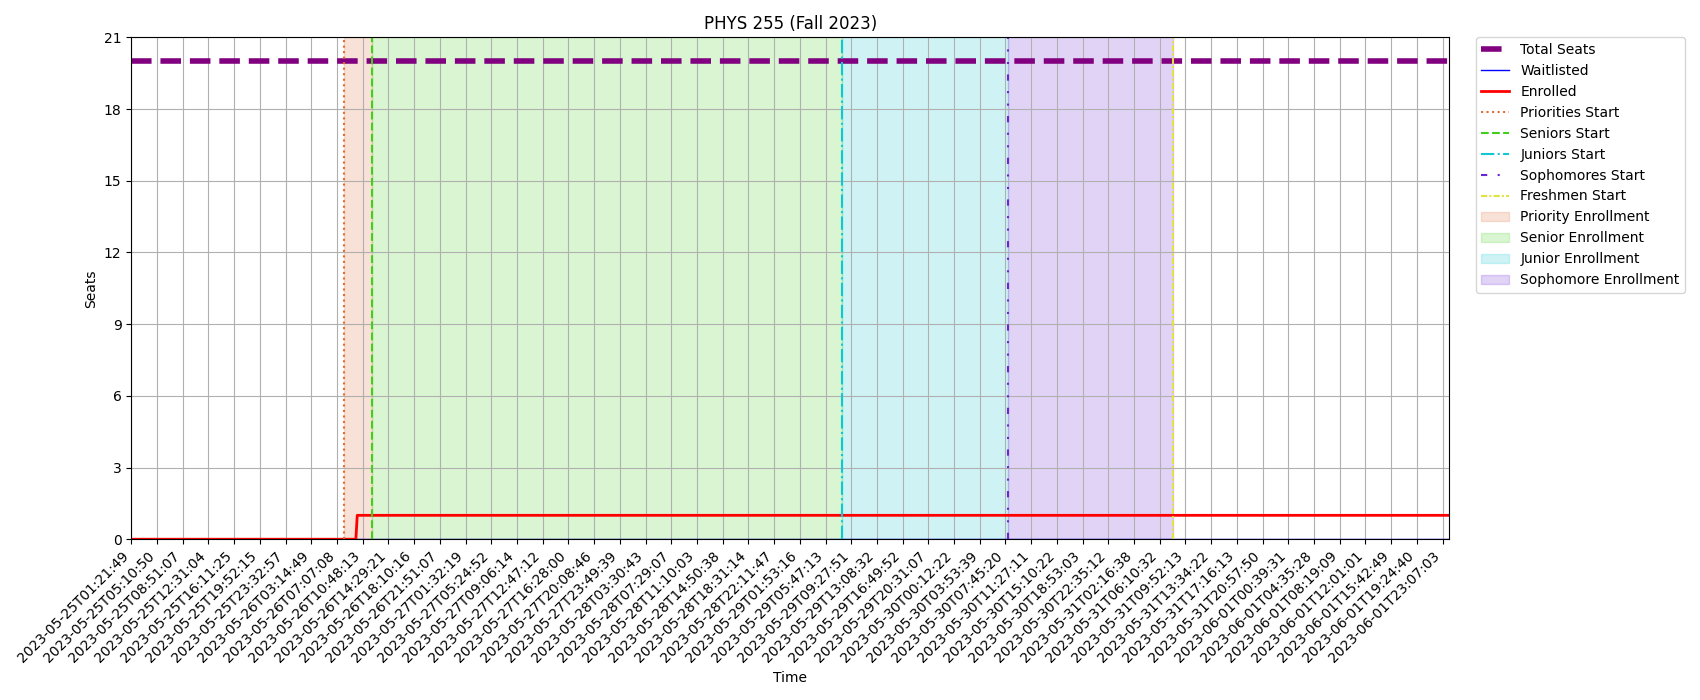 PHYS 255 (Fall 2023)
21
18
15
12
9
6
3
0
Seats
2023-05-25T01:21:49
2023-05-25T05:10:50
2023-05-25T08:51:07
2023-05-25T12:31:04
2023-05-25T16:11:25
2023-05-25T19:52:15
2023-05-25T23:32:57
2023-05-26T03:14:49
2023-05-26T07:07:08
2023-05-26T10:48:13
2023-05-26T14:29:21
2023-05-26T18:10:16
2023-05-26T21:51:07
2023-05-27T01:32:19
2023-05-27T05:24:52
2023-05-27T09:06:14
2023-05-27T12:47:12
2023-05-27T16:28:00
2023-05-27T20:08:46
2023-05-27T23:49:39
2023-05-28T03:30:43
2023-05-28T07:29:07
2023-05-28T11:10:03
2023-05-28T14:50:38
2023-05-28T18:31:14
2023-05-28T22:11:47
2023-05-29T01:53:16
2023-05-29T05:47:13
2023-05-29T09:27:51
2023-05-29T13:08:32
2023-05-29T16:49:52
2023-05-29T20:31:07
2023-05-30T00:12:22
2023-05-30T03:53:39
2023-05-30T07:45:20
2023-05-30T11:27:11
2023-05-30T15:10:22
2023-05-30T18:53:03
2023-05-30T22:35:12
2023-05-31T02:16:38
2023-05-31T06:10:32
2023-05-31T09:52:13
2023-05-31T13:34:22
2023-05-31T17:16:13
2023-05-31T20:57:50
2023-06-01T00:39:31
2023-06-01T04:35:28
2023-06-01T08:19:09
2023-06-01T12:01:01
2023-06-01T15:42:49
2023-06-01T19:24:40
2023-06-01T23:07:03
Time
Total Seats
Waitlisted
Enrolled
Priorities Start
Seniors Start
Juniors Start
Sophomores Start
Freshmen Start
Priority Enrollment
Senior Enrollment
Junior Enrollment
Sophomore Enrollment